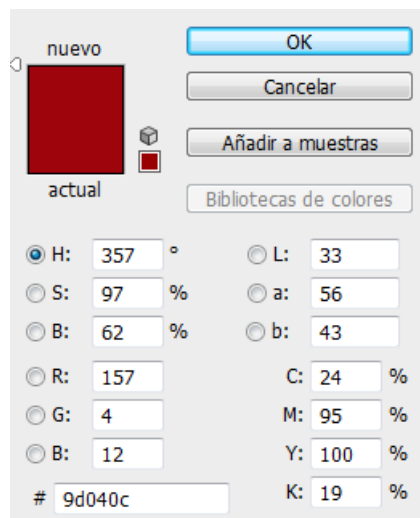 nuevo
OK
Cancelar
Añadir a muestras
actual
Bibliotecas de colores
H: 357 °
L: 33
S: 97 %
a: 56
B: 62 %
b: 43
R: 157
C: 24 %
G: 4
M: 95 %
B: 12
Y: 100 %
# 9d040c
K: 19 %